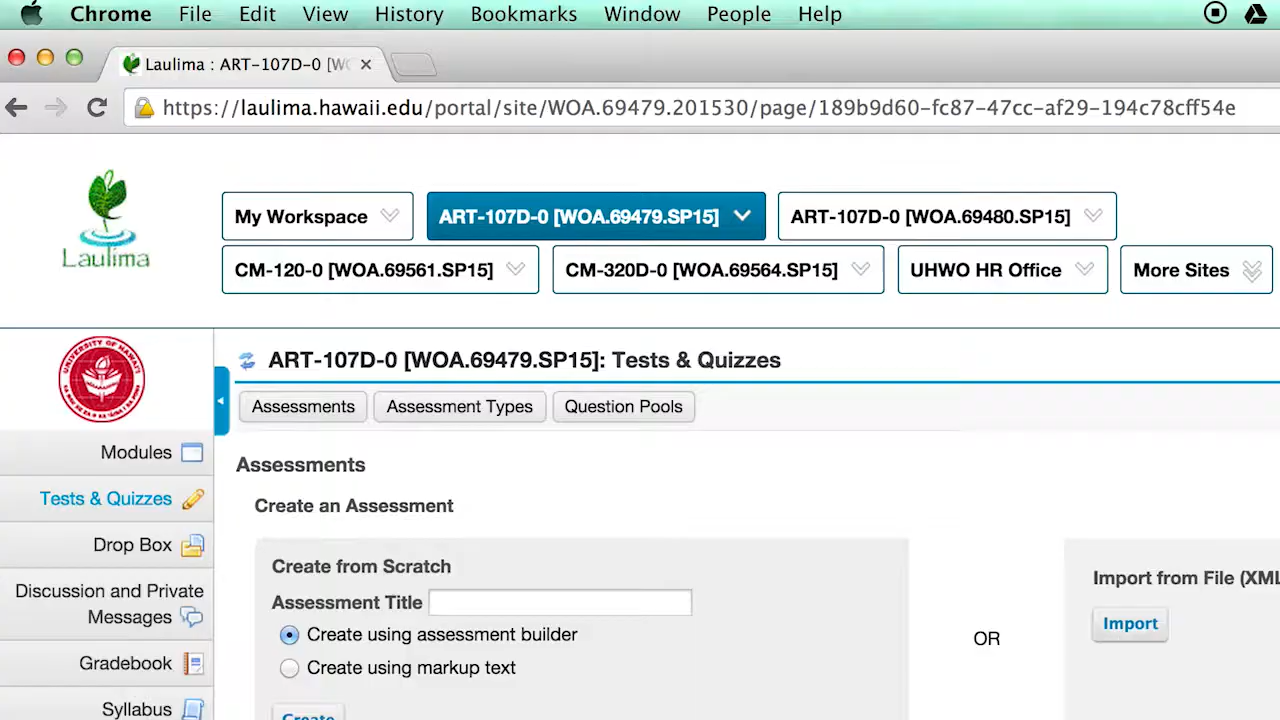 Chrome File Edit View History Bookmarks Window People Help
Laulima : ART-107D-0 [W
https://laulima.hawaii.edu/portal/site/WOA.69479.201530/page/189b9d60-fc87-47cc-af29-194c78cff54e
Laulima
My Workspace ART-107D-0 [WOA.69479.SP15] ART-107D-0 [WOA.69480.SP15]
CM-120-0 [WOA.69561.SP15] CM-320D-0 [WOA.69564.SP15] UHWO HR Office More Sites
UNIVERSITY OF HAWAI'I
ART-107D-0 [WOA.69479.SP15]: Tests & Quizzes
Assessments Assessment Types Question Pools
Modules
Tests & Quizzes
Drop Box
Discussion and Private
Messages
Gradebook
Syllabus
Assessments
Create an Assessment
Create from Scratch
Assessment Title
Create using assessment builder
Create using markup text
Create
OR
Import from File (XML
Import